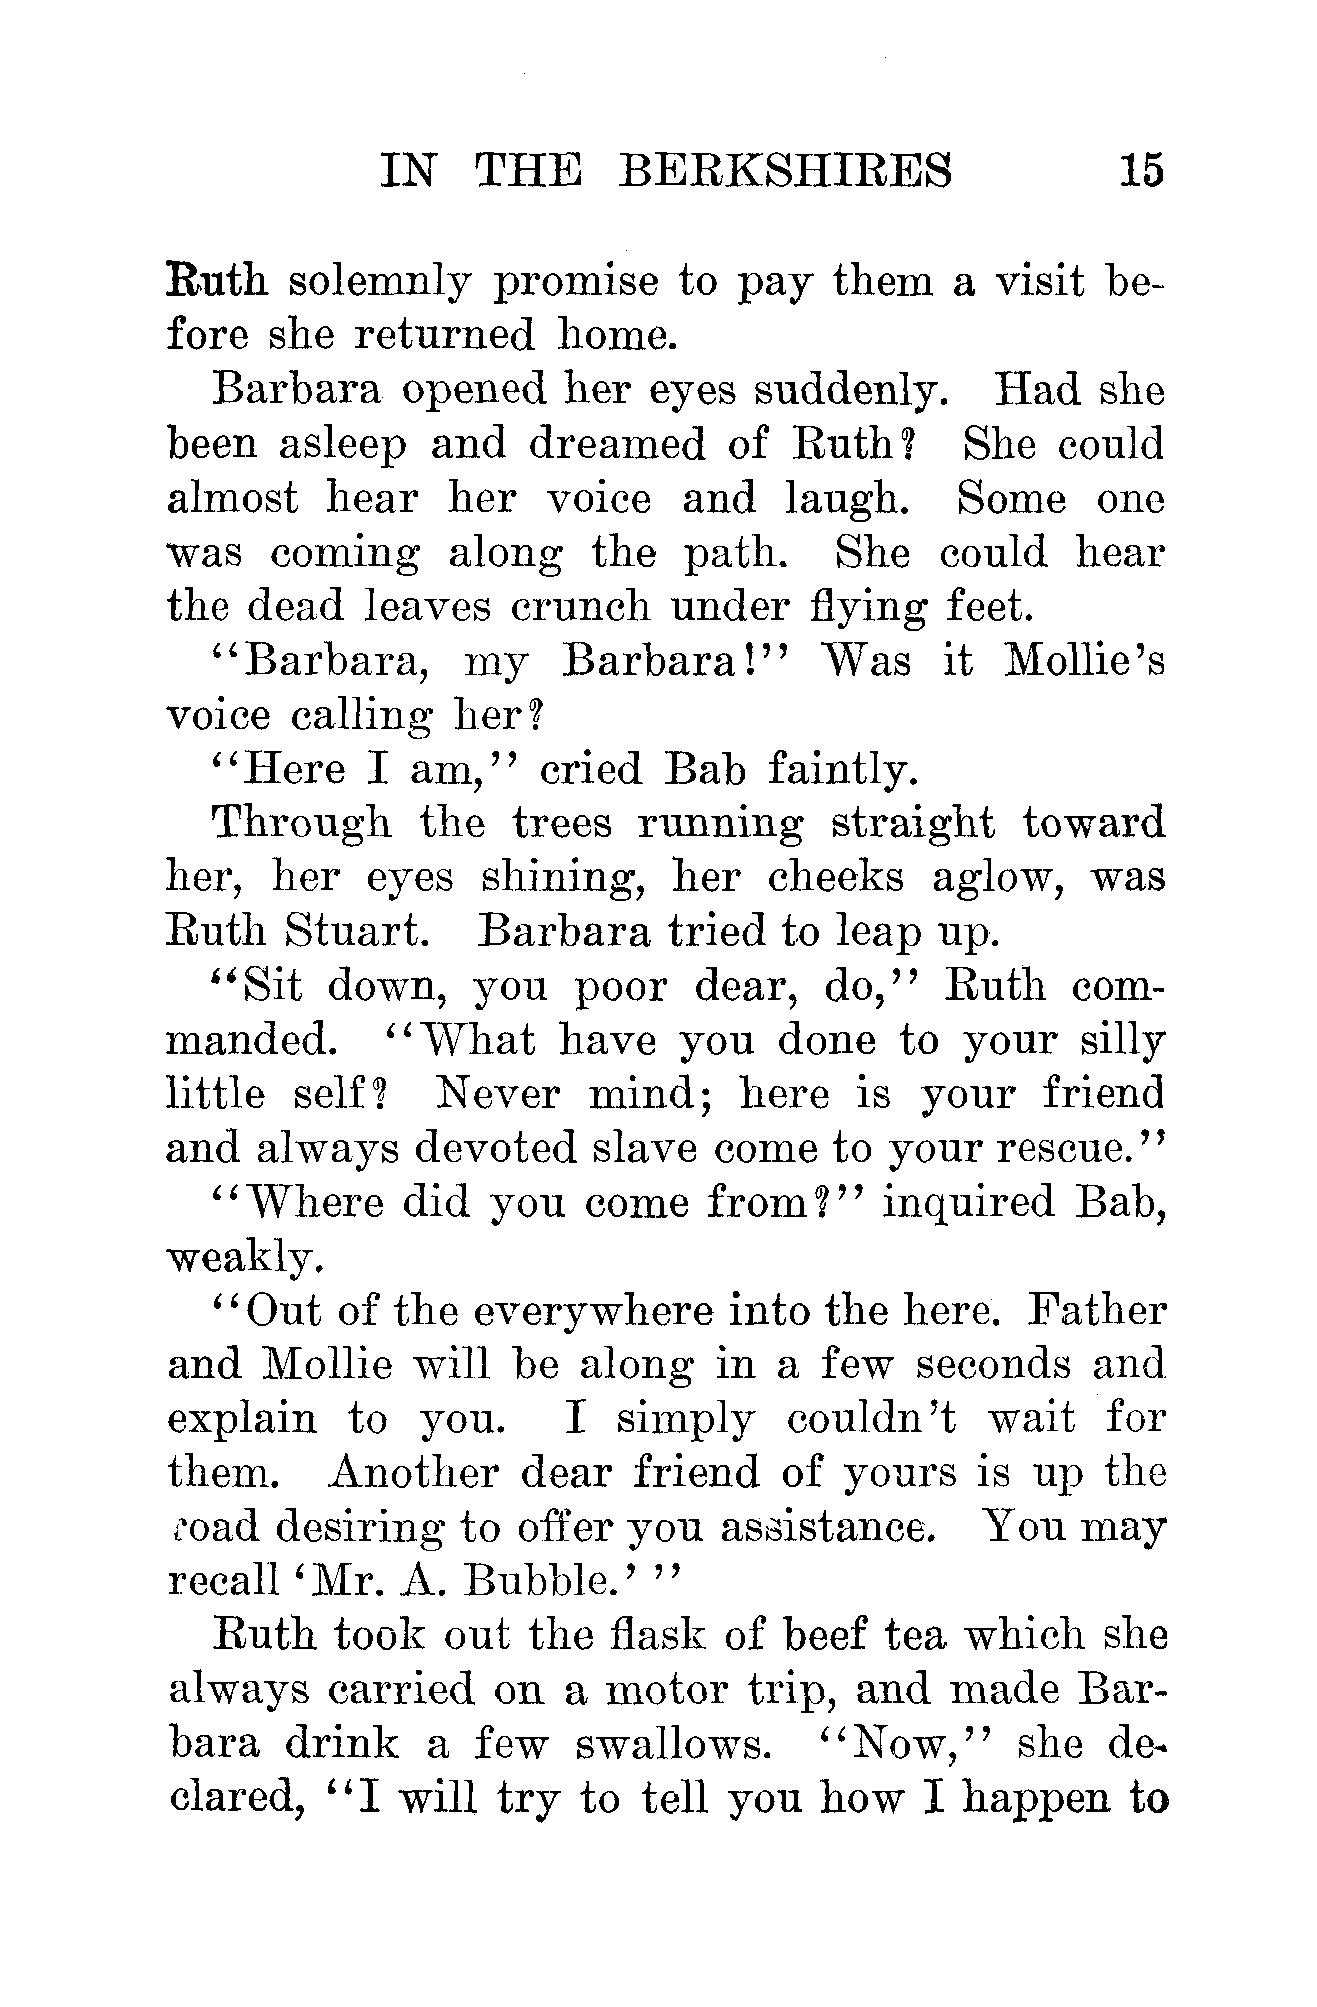 IN THE BERKSHIRES 15
Ruth solemnly promise to pay them a visit be-
fore she returned home.
Barbara opened her eyes suddenly. Had she
been asleep and dreamed of Ruth? She could
almost hear her voice and laugh. Some one
was coming along the path. She could hear
the dead leaves crunch under flying feet.
"Barbara, my Barbara!" Was it Mollie's
voice calling her?
"Here I am," cried Bab faintly.
Through the trees running straight toward
her, her eyes shining, her cheeks aglow, was
Ruth Stuart. Barbara tried to leap up.
"Sit down, you poor dear, do," Ruth com-
manded. "What have you done to your silly
little self? Never mind; here is your friend
and always devoted slave come to your rescue."
"Where did you come from?" inquired Bab,
weakly.
"Out of the everywhere into the here. Father
and Mollie will be along in a few seconds and
explain to you. I simply couldn't wait for
them. Another dear friend of yours is up the
road desiring to offer you assistance. You may
recall 'Mr. A. Bubble.' "
Ruth took out the flask of beef tea which she
always carried on a motor trip, and made Bar-
bara drink a few swallows. "Now," she de-
clared, "I will try to tell you how I happen to